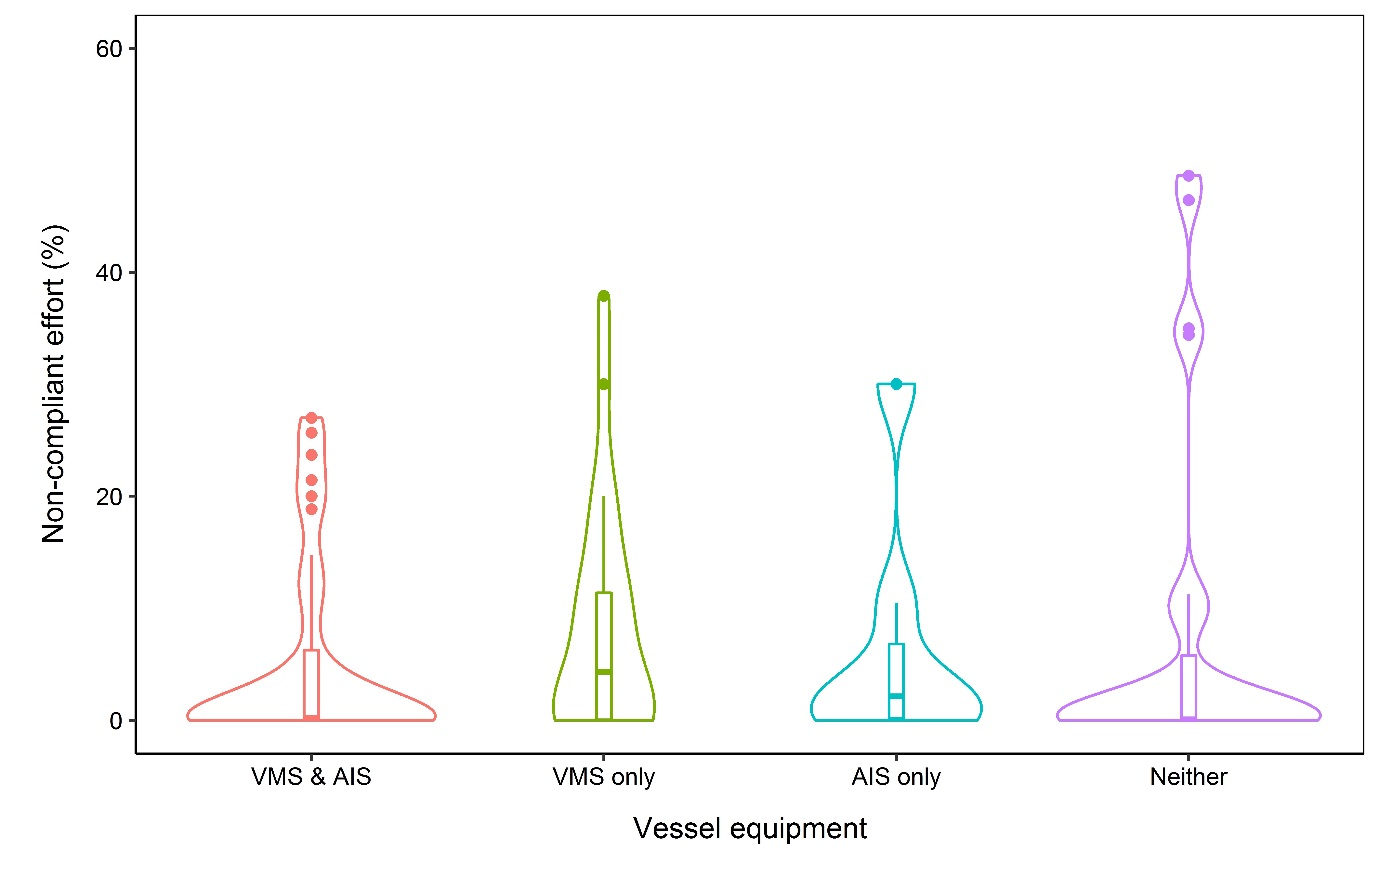 Non-compliant effort (%)
60
40
20
0
VMS & AIS VMS only AIS only Neither
Vessel equipment